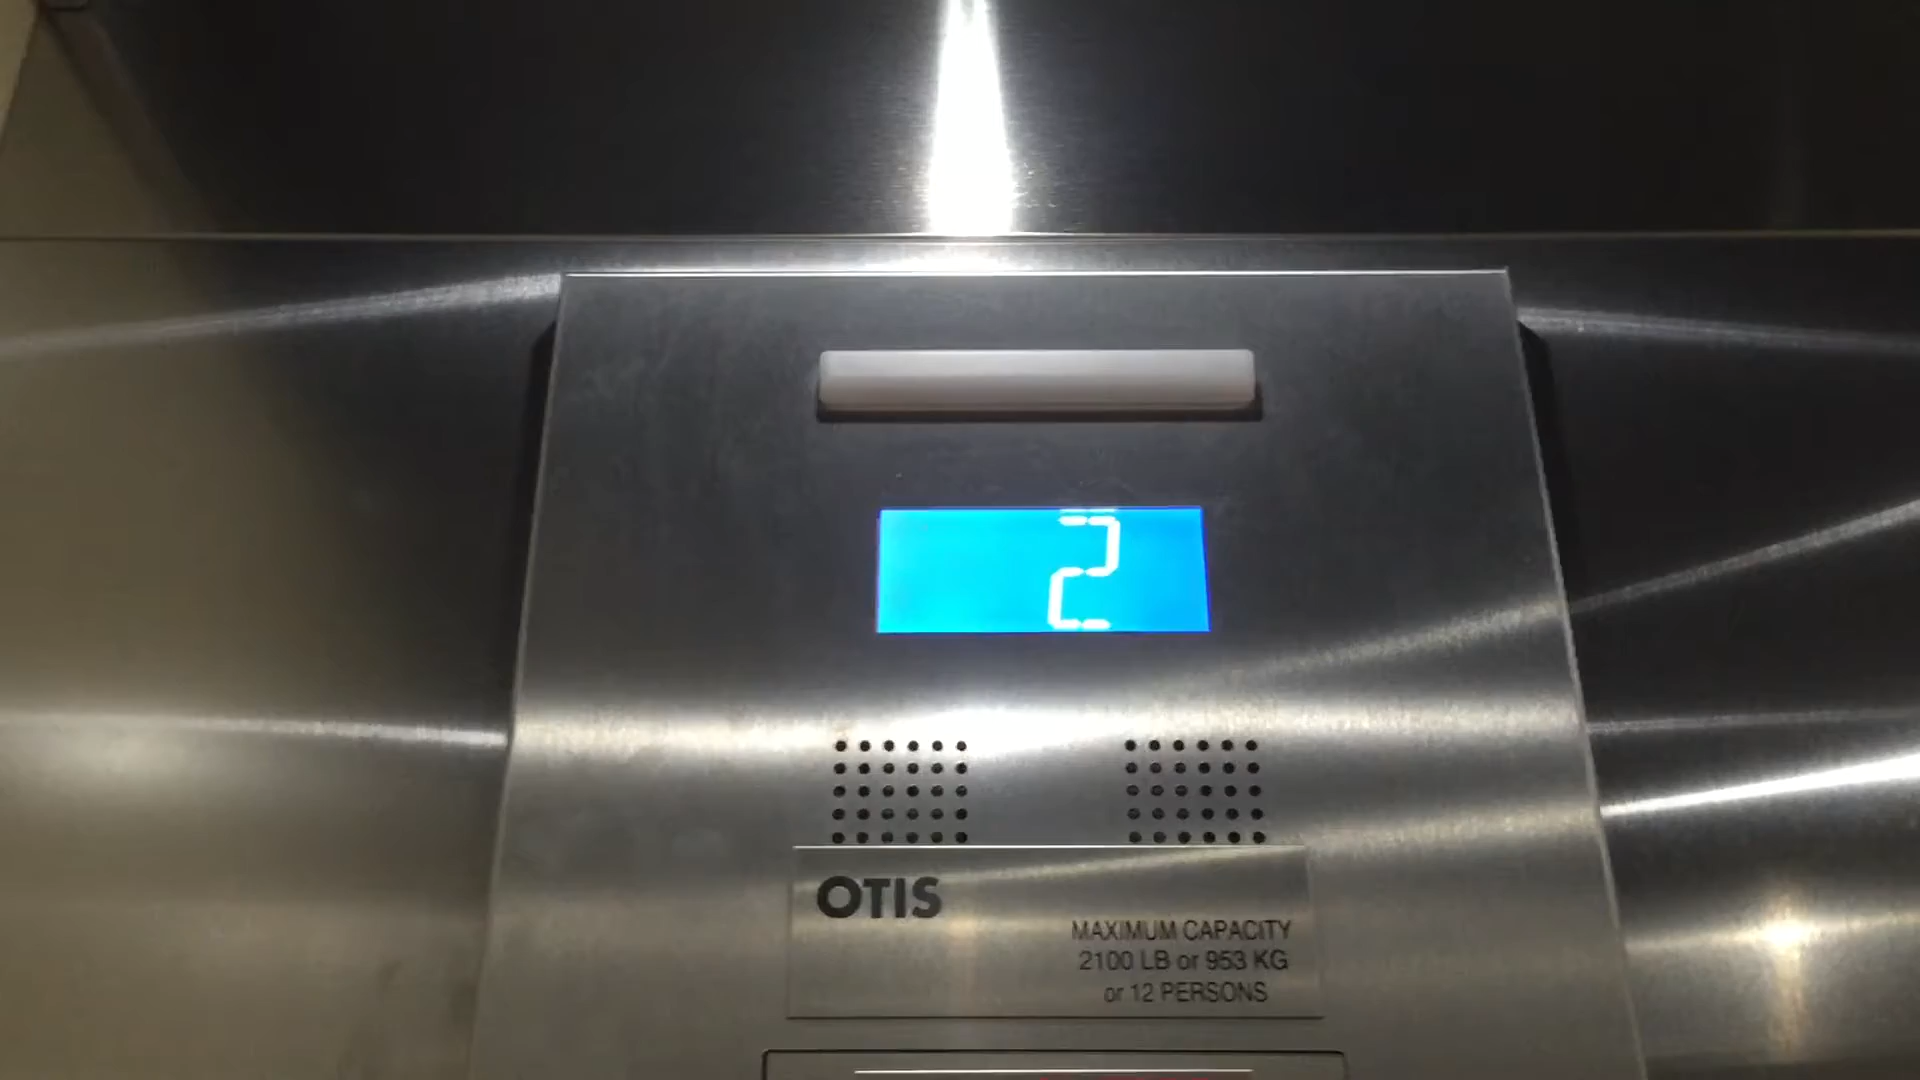 2
OTIS
MAXIMUM CAPACITY
2100 LB or 953 KG
or 12 PERSONS